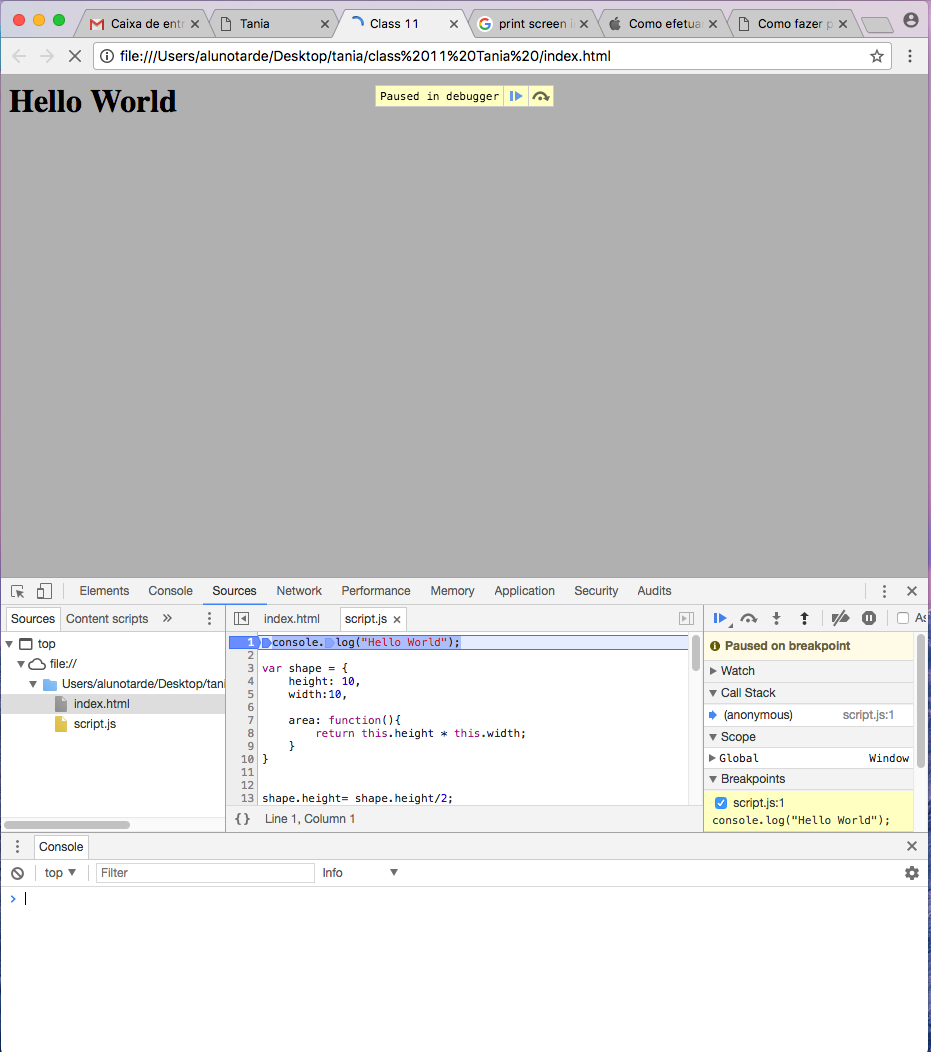 Caixa de entr
Tania
Class 11
print screen i
Como efetua
Como fazer p
file:///Users/alunotarde/Desktop/tania/class%2011%20Tania%20/index.html
Hello World
Paused in debugger
Elements Console Sources Network Performance Memory Application Security Audits
Sources Content scripts »
top
file://
Users/alunotarde/Desktop/tani
index.html
script.js
index.html script.js
1 console.log("Hello World");
2
3 var shape = {
4 height: 10,
5 width:10,
6
7 area: function(){
8 return this.height * this.width;
9 }
10 }
11
12
13 shape.height= shape.height/2;
{} Line 1, Column 1
As
Paused on breakpoint
Watch
Call Stack
(anonymous) script.js:1
Scope
Global Window
Breakpoints
script.js:1
console.log("Hello World");
Console
top Filter Info